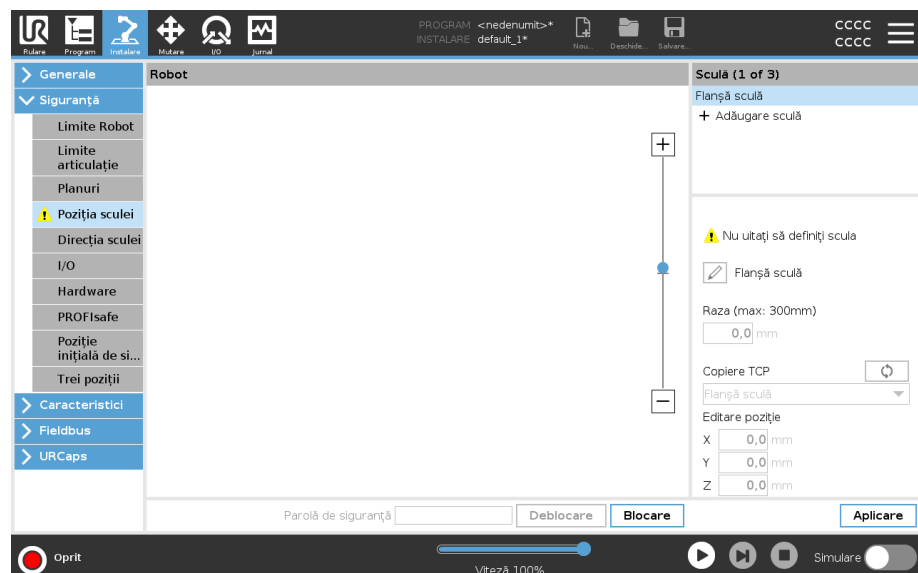 PROGRAM <nedenumit>*
INSTALARE default_1*
Rulare Program Instalare Mutare I/O Jurnal Nou... Deschide... Salvare...
CCCC
CCCC
Generale
Siguranță
Limite Robot
Limite
articulație
Planuri
Poziția sculei
Direcția sculei
I/O
Hardware
PROFIsafe
Poziție
inițială de si...
Trei poziții
Caracteristici
Fieldbus
URCaps
Robot
Sculă (1 of 3)
Flanșă sculă
+ Adăugare sculă
Nu uitați să definiți scula
Flanșă sculă
Raza (max: 300mm)
0,0 mm
Copiere TCP
Flanșă sculă
Editare poziție
X 0,0 mm
Y 0,0 mm
Z 0,0 mm
Parolă de siguranță Deblocare Blocare Aplicare
Oprit
Viteză 100%
Simulare